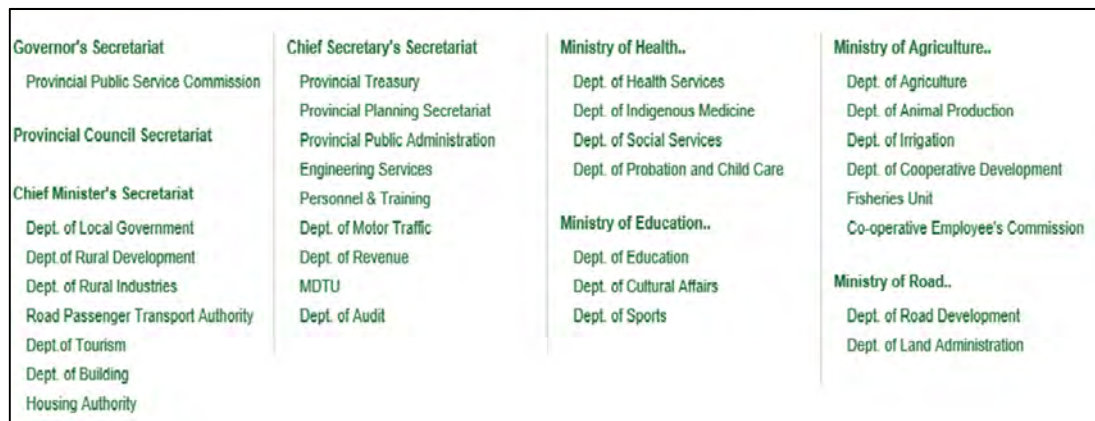 Governor's Secretariat
Provincial Public Service Commission
Provincial Council Secretariat
Chief Minister's Secretariat
Dept. of Local Government
Dept.of Rural Development
Dept. of Rural Industries
Road Passenger Transport Authority
Dept.of Tourism
Dept. of Building
Housing Authority
Chief Secretary's Secretariat
Provincial Treasury
Provincial Planning Secretariat
Provincial Public Administration
Engineering Services
Personnel & Training
Dept. of Motor Traffic
Dept. of Revenue
MDTU
Dept. of Audit
Ministry of Health..
Dept. of Health Services
Dept. of Indigenous Medicine
Dept. of Social Services
Dept. of Probation and Child Care
Ministry of Education..
Dept. of Education
Dept. of Cultural Affairs
Dept. of Sports
Ministry of Agriculture..
Dept. of Agriculture
Dept. of Animal Production
Dept. of Irrigation
Dept. of Cooperative Development
Fisheries Unit
Co-operative Employee's Commission
Ministry of Road..
Dept. of Road Development
Dept. of Land Administration